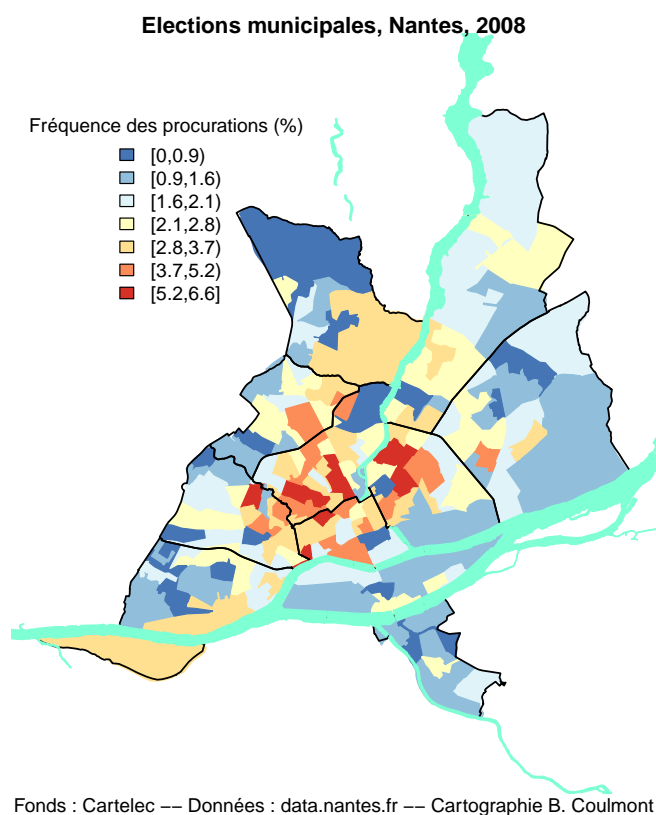 Elections municipales, Nantes, 2008
Fréquence des procurations (%)
[0,0.9)
[0.9,1.6)
[1.6,2.1)
[2.1,2.8)
[2.8,3.7)
[3.7,5.2)
[5.2,6.6]
Fonds : Cartelec −− Données : data.nantes.fr −− Cartographie B. Coulmont